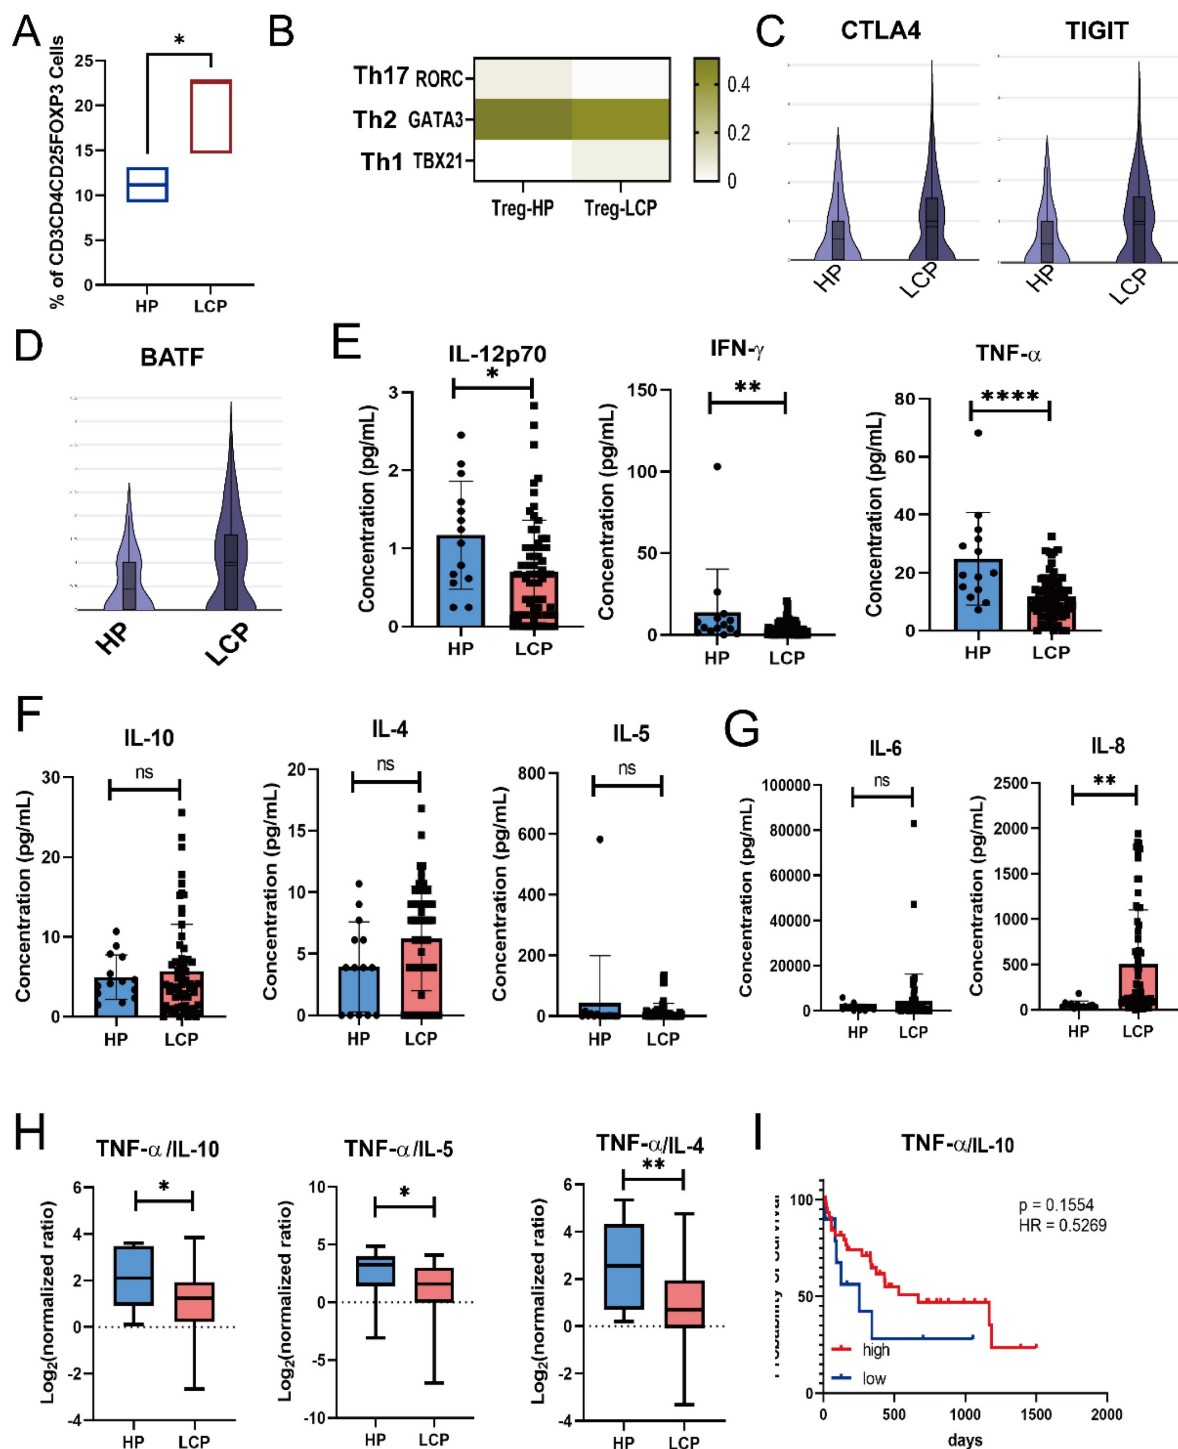 A
% of CD3CD4CD25FOXP3 Cells
25
20
15
10
5
0
*
HP
LCP
B
Th17 RORC
Th2 GATA3
Th1 TBX21
Treg-HP
Treg-LCP
0.4
0.2
0
C
CTLA4
HP
LCP
TIGIT
HP
LCP
D
BATF
HP
LCP
E
IL-12p70
*
Concentration (pg/mL)
3
2
1
0
HP
LCP
IFN-γ
**
Concentration (pg/mL)
150
100
50
0
HP
LCP
TNF-α
****
Concentration (pg/mL)
80
60
40
20
0
HP
LCP
F
IL-10
ns
Concentration (pg/mL)
30
20
10
0
HP
LCP
IL-4
Concentration (pg/mL)
20
15
10
5
0
ns
HP
LCP
IL-5
ns
Concentration (pg/mL)
800
600
400
200
0
HP
LCP
G
IL-6
ns
Concentration (pg/mL)
100000
80000
60000
40000
20000
0
HP
LCP
IL-8
**
Concentration (pg/mL)
2500
2000
1500
1000
500
0
HP
LCP
H
TNF-α/IL-10
*
Log2(normalized ratio)
6
4
2
0
-2
-4
HP
LCP
TNF-α/IL-5
*
Log2(normalized ratio)
10
5
0
-5
-10
HP
LCP
TNF-α/IL-4
**
Log2(normalized ratio)
6
4
2
0
-2
-4
HP
LCP
I
TNF-α/IL-10
p = 0.1554
HR = 0.5269
100
50
0
high
low
0
500
1000
1500
2000
days